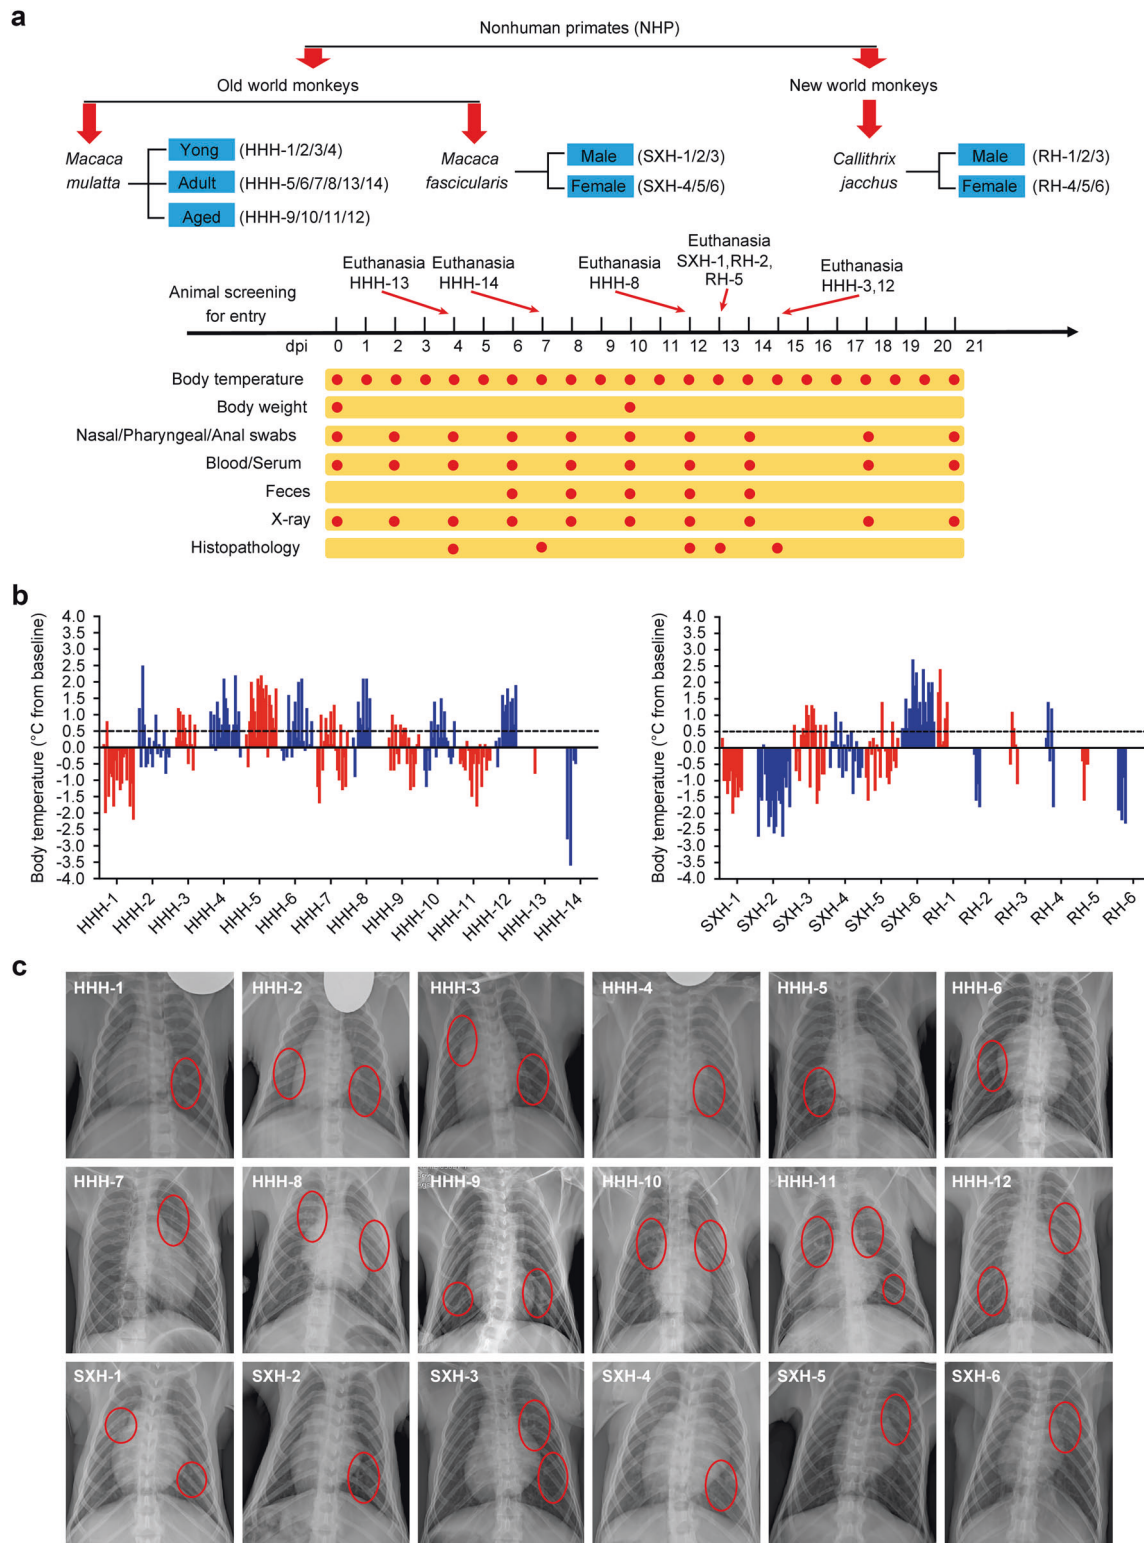 a
Nonhuman primates (NHP)
Old world monkeys
New world monkeys
Macaca
mulatta
Yong
(HHH-1/2/3/4)
Adult
(HHH-5/6/7/8/13/14)
Aged
(HHH-9/10/11/12)
Macaca
fascicularis
Male
(SXH-1/2/3)
Female
(SXH-4/5/6)
Callithrix
jacchus
Male
(RH-1/2/3)
Female
(RH-4/5/6)
Animal screening
for entry
Euthanasia
HHH-13
Euthanasia
HHH-14
Euthanasia
HHH-8
Euthanasia
SXH-1,RH-2,
RH-5
Euthanasia
HHH-3,12
dpi 0 1 2 3 4 5 6 7 8 9 10 11 12 13 14 15 16 17 18 19 20 21
Body temperature
Body weight
Nasal/Pharyngeal/Anal swabs
Blood/Serum
Feces
X-ray
Histopathology
b
Body temperature (°C from baseline)
4.0
3.5
3.0
2.5
2.0
1.5
1.0
0.5
0.0
-0.5
-1.0
-1.5
-2.0
-2.5
-3.0
-3.5
-4.0
HHH-1 HHH-2 HHH-3 HHH-4 HHH-5 HHH-6 HHH-7 HHH-8 HHH-9 HHH-10 HHH-11 HHH-12 HHH-13 HHH-14
Body temperature (°C from baseline)
4.0
3.5
3.0
2.5
2.0
1.5
1.0
0.5
0.0
-0.5
-1.0
-1.5
-2.0
-2.5
-3.0
-3.5
-4.0
SXH-1 SXH-2 SXH-3 SXH-4 SXH-5 SXH-6 RH-1 RH-2 RH-3 RH-4 RH-5 RH-6
c
HHH-1 HHH-2 HHH-3 HHH-4 HHH-5 HHH-6
HHH-7 HHH-8 HHH-9 HHH-10 HHH-11 HHH-12
SXH-1 SXH-2 SXH-3 SXH-4 SXH-5 SXH-6